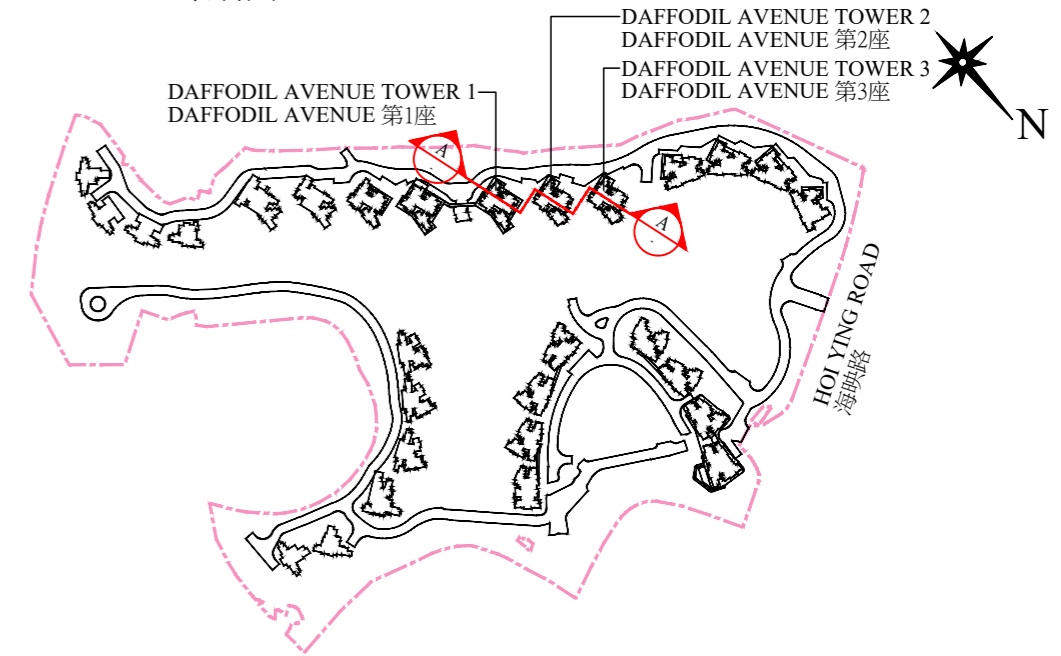 DAFFODIL AVENUE TOWER 2
DAFFODIL AVENUE 第2座
DAFFODIL AVENUE TOWER 3
DAFFODIL AVENUE 第3座
DAFFODIL AVENUE TOWER 1
DAFFODIL AVENUE 第1座
N
A
A
HOI YING ROAD
海映路